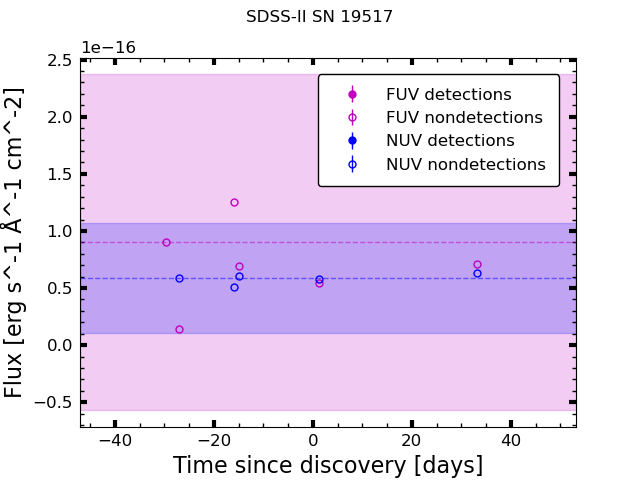 SDSS-II SN 19517
1e−16
2.5
2.0
1.5
1.0
0.5
0.0
−0.5
Flux [erg s^-1 Å^-1 cm^-2]
FUV detections
FUV nondetections
NUV detections
NUV nondetections
−40 −20 0 20 40
Time since discovery [days]